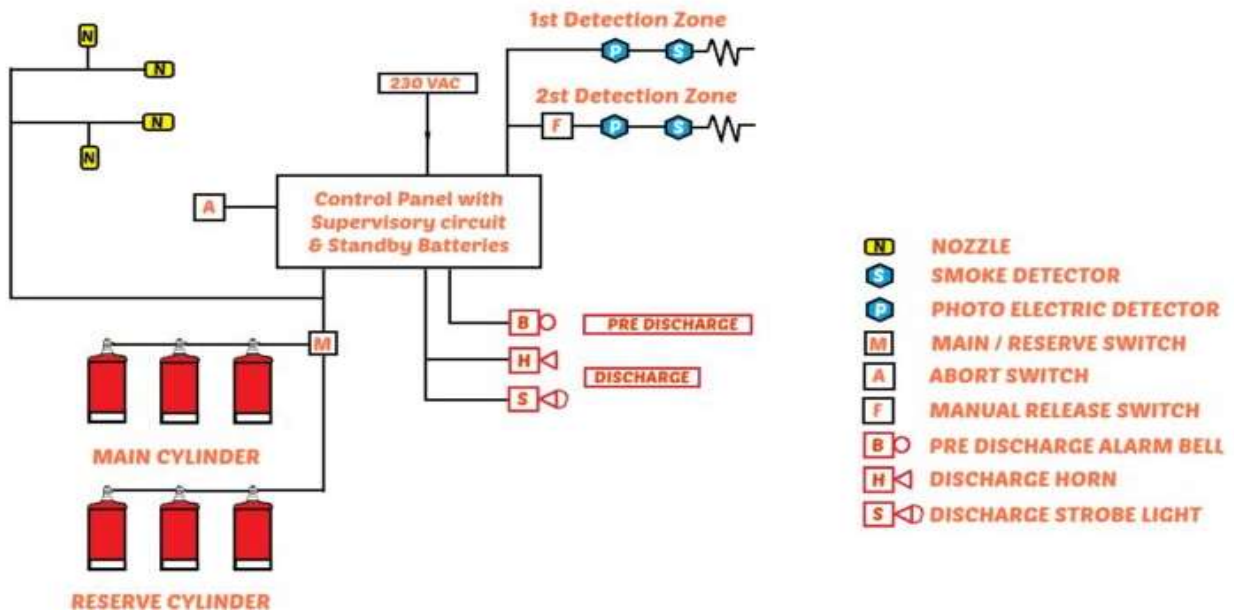 1st Detection Zone
N
P
S
N
230 VAC
2st Detection Zone
N
F
P
S
N
Control Panel with
Supervisory circuit
& Standby Batteries
A
N
NOZZLE
S
SMOKE DETECTOR
P
PHOTO ELECTRIC DETECTOR
B
PRE DISCHARGE
M
M
MAIN / RESERVE SWITCH
H
DISCHARGE
A
ABORT SWITCH
S
F
MANUAL RELEASE SWITCH
MAIN CYLINDER
B
PRE DISCHARGE ALARM BELL
H
DISCHARGE HORN
S
DISCHARGE STROBE LIGHT
RESERVE CYLINDER